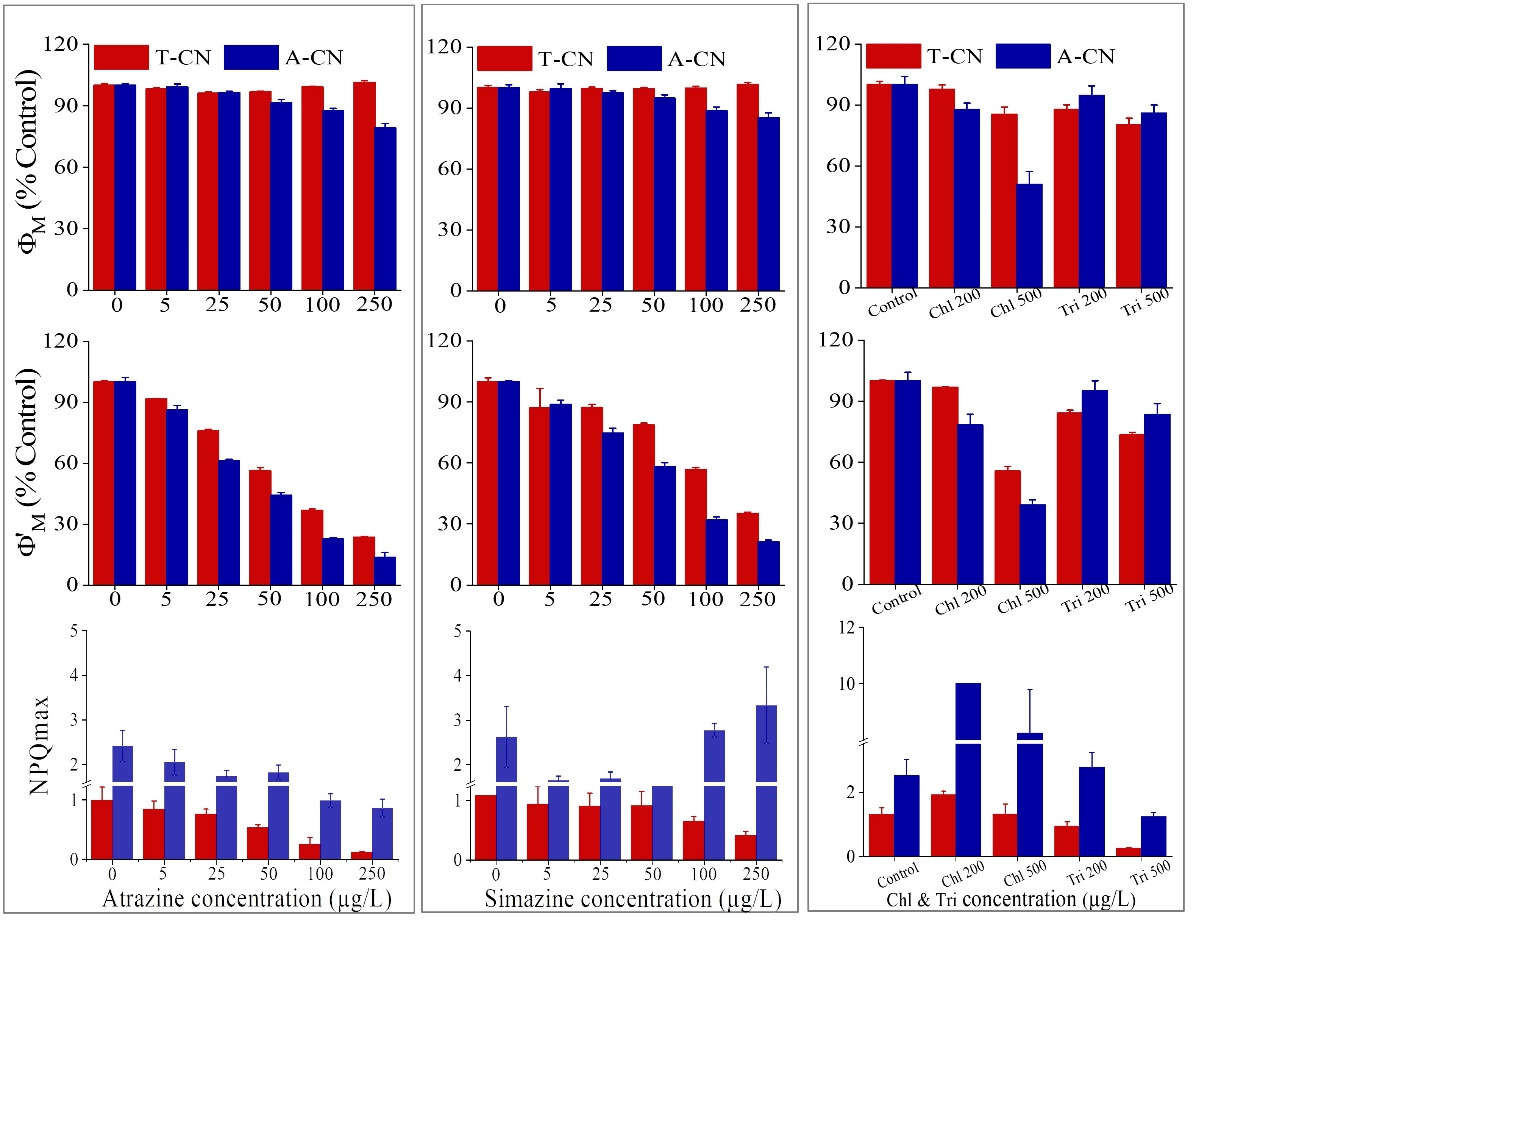 T-CN A-CN
120
90
60
30
0
Φ_M (% Control)
0 5 25 50 100 250
T-CN A-CN
120
90
60
30
0
0 5 25 50 100 250
T-CN A-CN
120
90
60
30
0
Control Chl 200 Chl 500 Tri 200 Tri 500
120
90
60
30
0
Φ'_M (% Control)
0 5 25 50 100 250
120
90
60
30
0
0 5 25 50 100 250
120
90
60
30
0
Control Chl 200 Chl 500 Tri 200 Tri 500
5
4
3
2
1
0
NPQmax
0 5 25 50 100 250
Atrazine concentration (µg/L)
5
4
3
2
1
0
0 5 25 50 100 250
Simazine concentration (µg/L)
12
10
2
0
Control Chl 200 Chl 500 Tri 200 Tri 500
Chl & Tri concentration (µg/L)